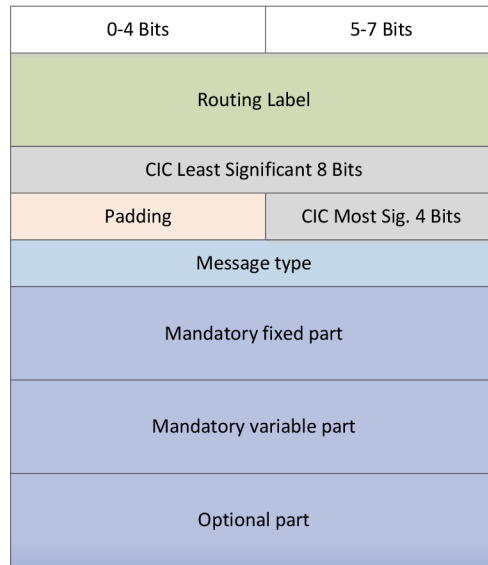 0-4 Bits
5-7 Bits
Routing Label
CIC Least Significant 8 Bits
Padding
CIC Most Sig. 4 Bits
Message type
Mandatory fixed part
Mandatory variable part
Optional part